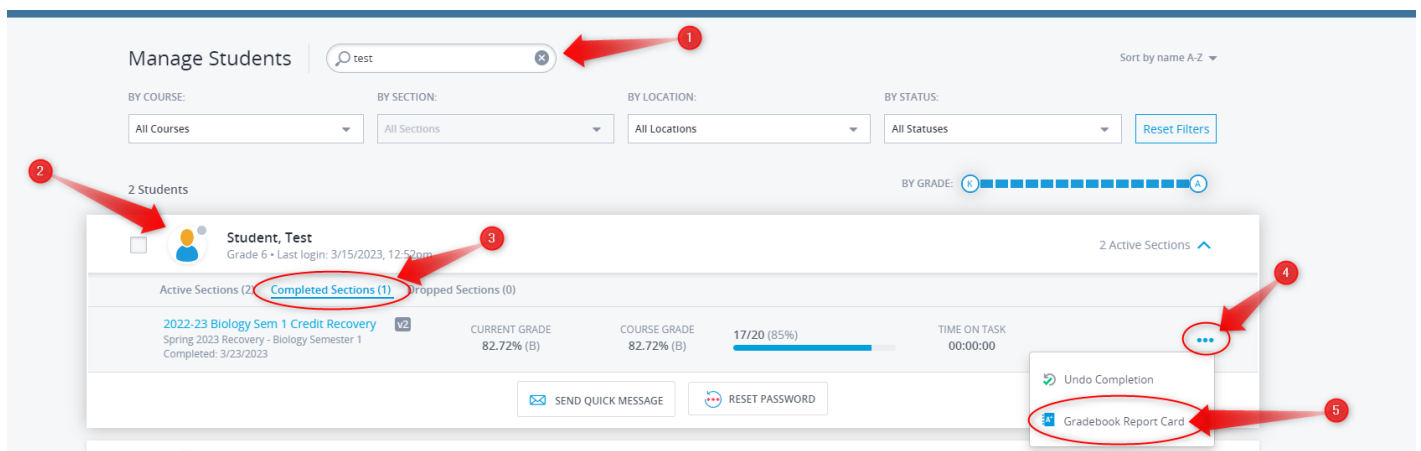 1
Manage Students
test
Sort by name A-Z
BY COURSE:
BY SECTION:
BY LOCATION:
BY STATUS:
All Courses
All Sections
All Locations
All Statuses
Reset Filters
2
2 Students
BY GRADE:
K
A
Student, Test
3
Grade 6 • Last login: 3/15/2023, 12:52pm
2 Active Sections
4
Active Sections (2)
Completed Sections (1)
Dropped Sections (0)
2022-23 Biology Sem 1 Credit Recovery
v2
Spring 2023 Recovery - Biology Semester 1
Completed: 3/23/2023
CURRENT GRADE
82.72% (B)
COURSE GRADE
82.72% (B)
17/20 (85%)
TIME ON TASK
00:00:00
Undo Completion
SEND QUICK MESSAGE
RESET PASSWORD
Gradebook Report Card
5